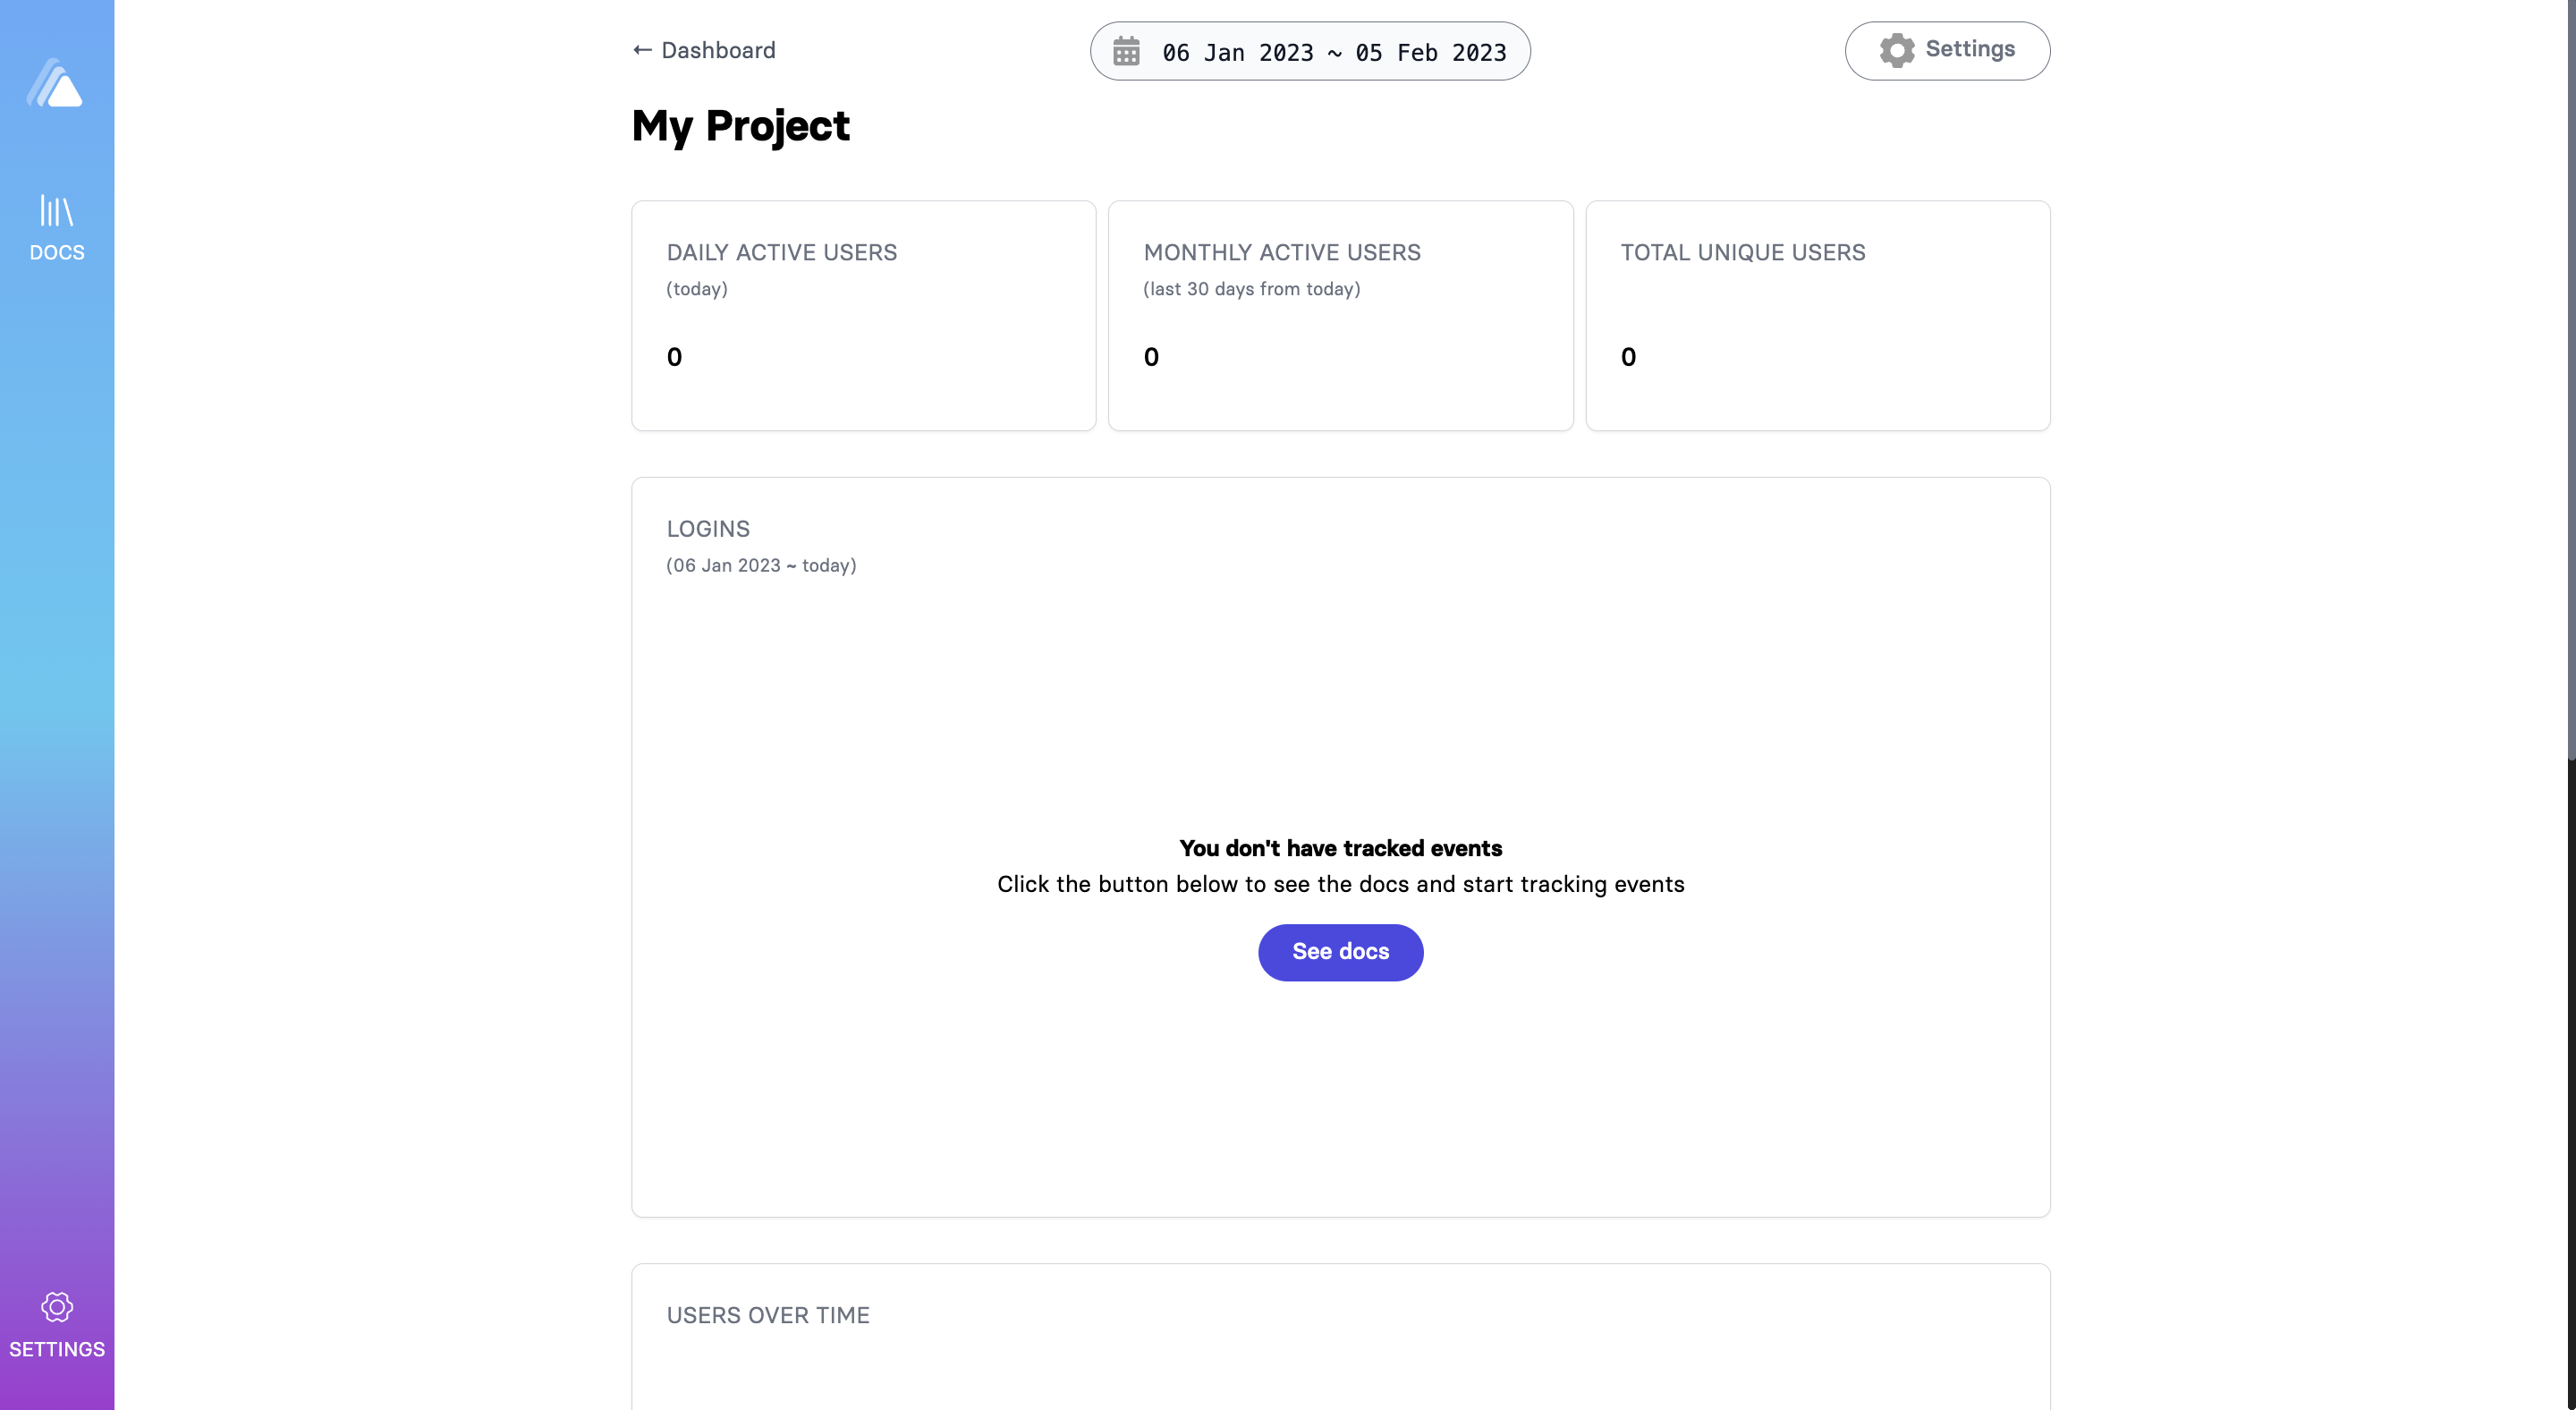 DOCS
SETTINGS
← Dashboard
06 Jan 2023 ~ 05 Feb 2023
Settings
My Project
DAILY ACTIVE USERS
(today)
0
MONTHLY ACTIVE USERS
(last 30 days from today)
0
TOTAL UNIQUE USERS
0
LOGINS
(06 Jan 2023 ~ today)
You don't have tracked events
Click the button below to see the docs and start tracking events
See docs
USERS OVER TIME